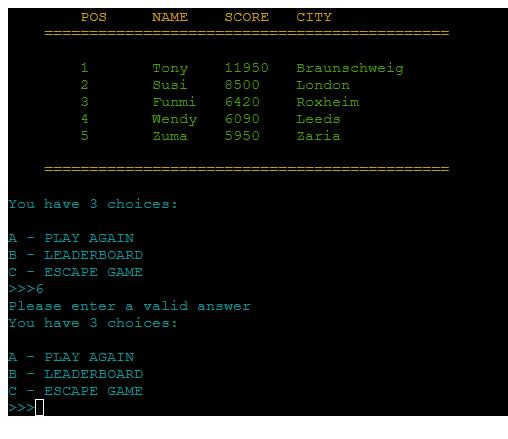 POS NAME SCORE CITY
=============================================
1 Tony 11950 Braunschweig
2 Susi 8500 London
3 Funmi 6420 Roxheim
4 Wendy 6090 Leeds
5 Zuma 5950 Zaria
=============================================
You have 3 choices:
A - PLAY AGAIN
B - LEADERBOARD
C - ESCAPE GAME
>>>6
Please enter a valid answer
You have 3 choices:
A - PLAY AGAIN
B - LEADERBOARD
C - ESCAPE GAME
>>>